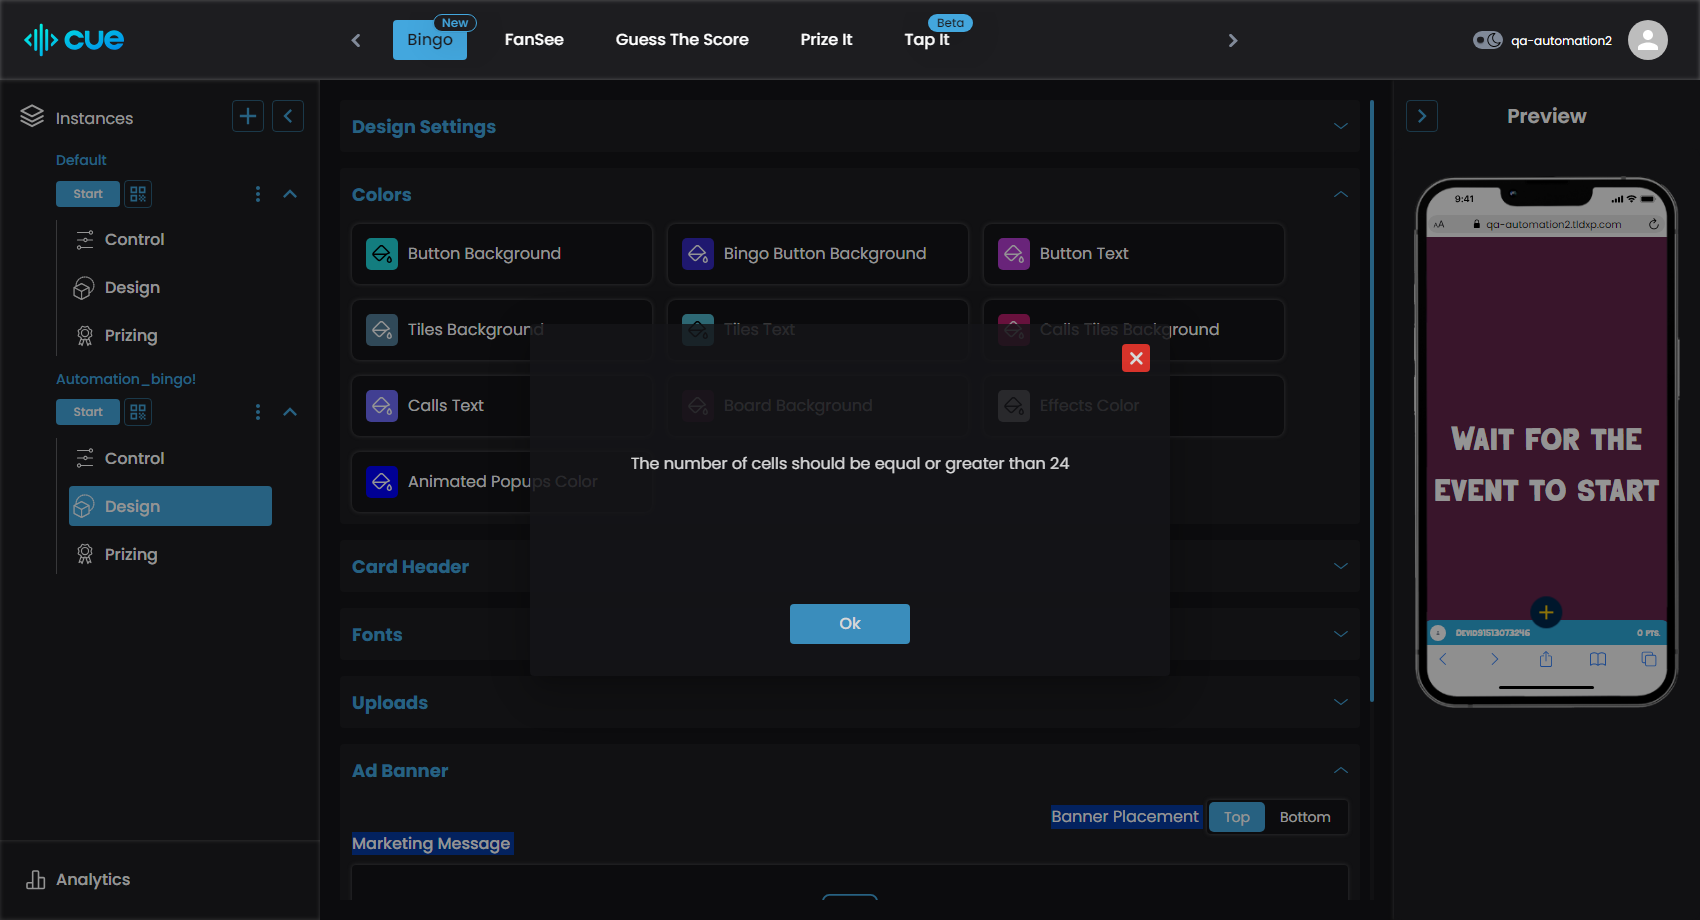 cue
Bingo
New
FanSee
Guess The Score
Prize It
Tap It
Beta
qa-automation2
Instances
Default
Start
Control
Design
Prizing
Automation_bingo!
Start
Control
Design
Prizing
Analytics
Design Settings
Colors
Button Background
Bingo Button Background
Button Text
Tiles Background
Tiles Text
Calls Tiles Background
Calls Text
Board Background
Effects Color
Animated Popups Color
The number of cells should be equal or greater than 24
Ok
Card Header
Fonts
Uploads
Ad Banner
Banner Placement
Top
Bottom
Marketing Message
Preview
9:41
AA
qa-automation2.tldxp.com
Wait for the
event to start
DEVID91513073246
0 PTS.